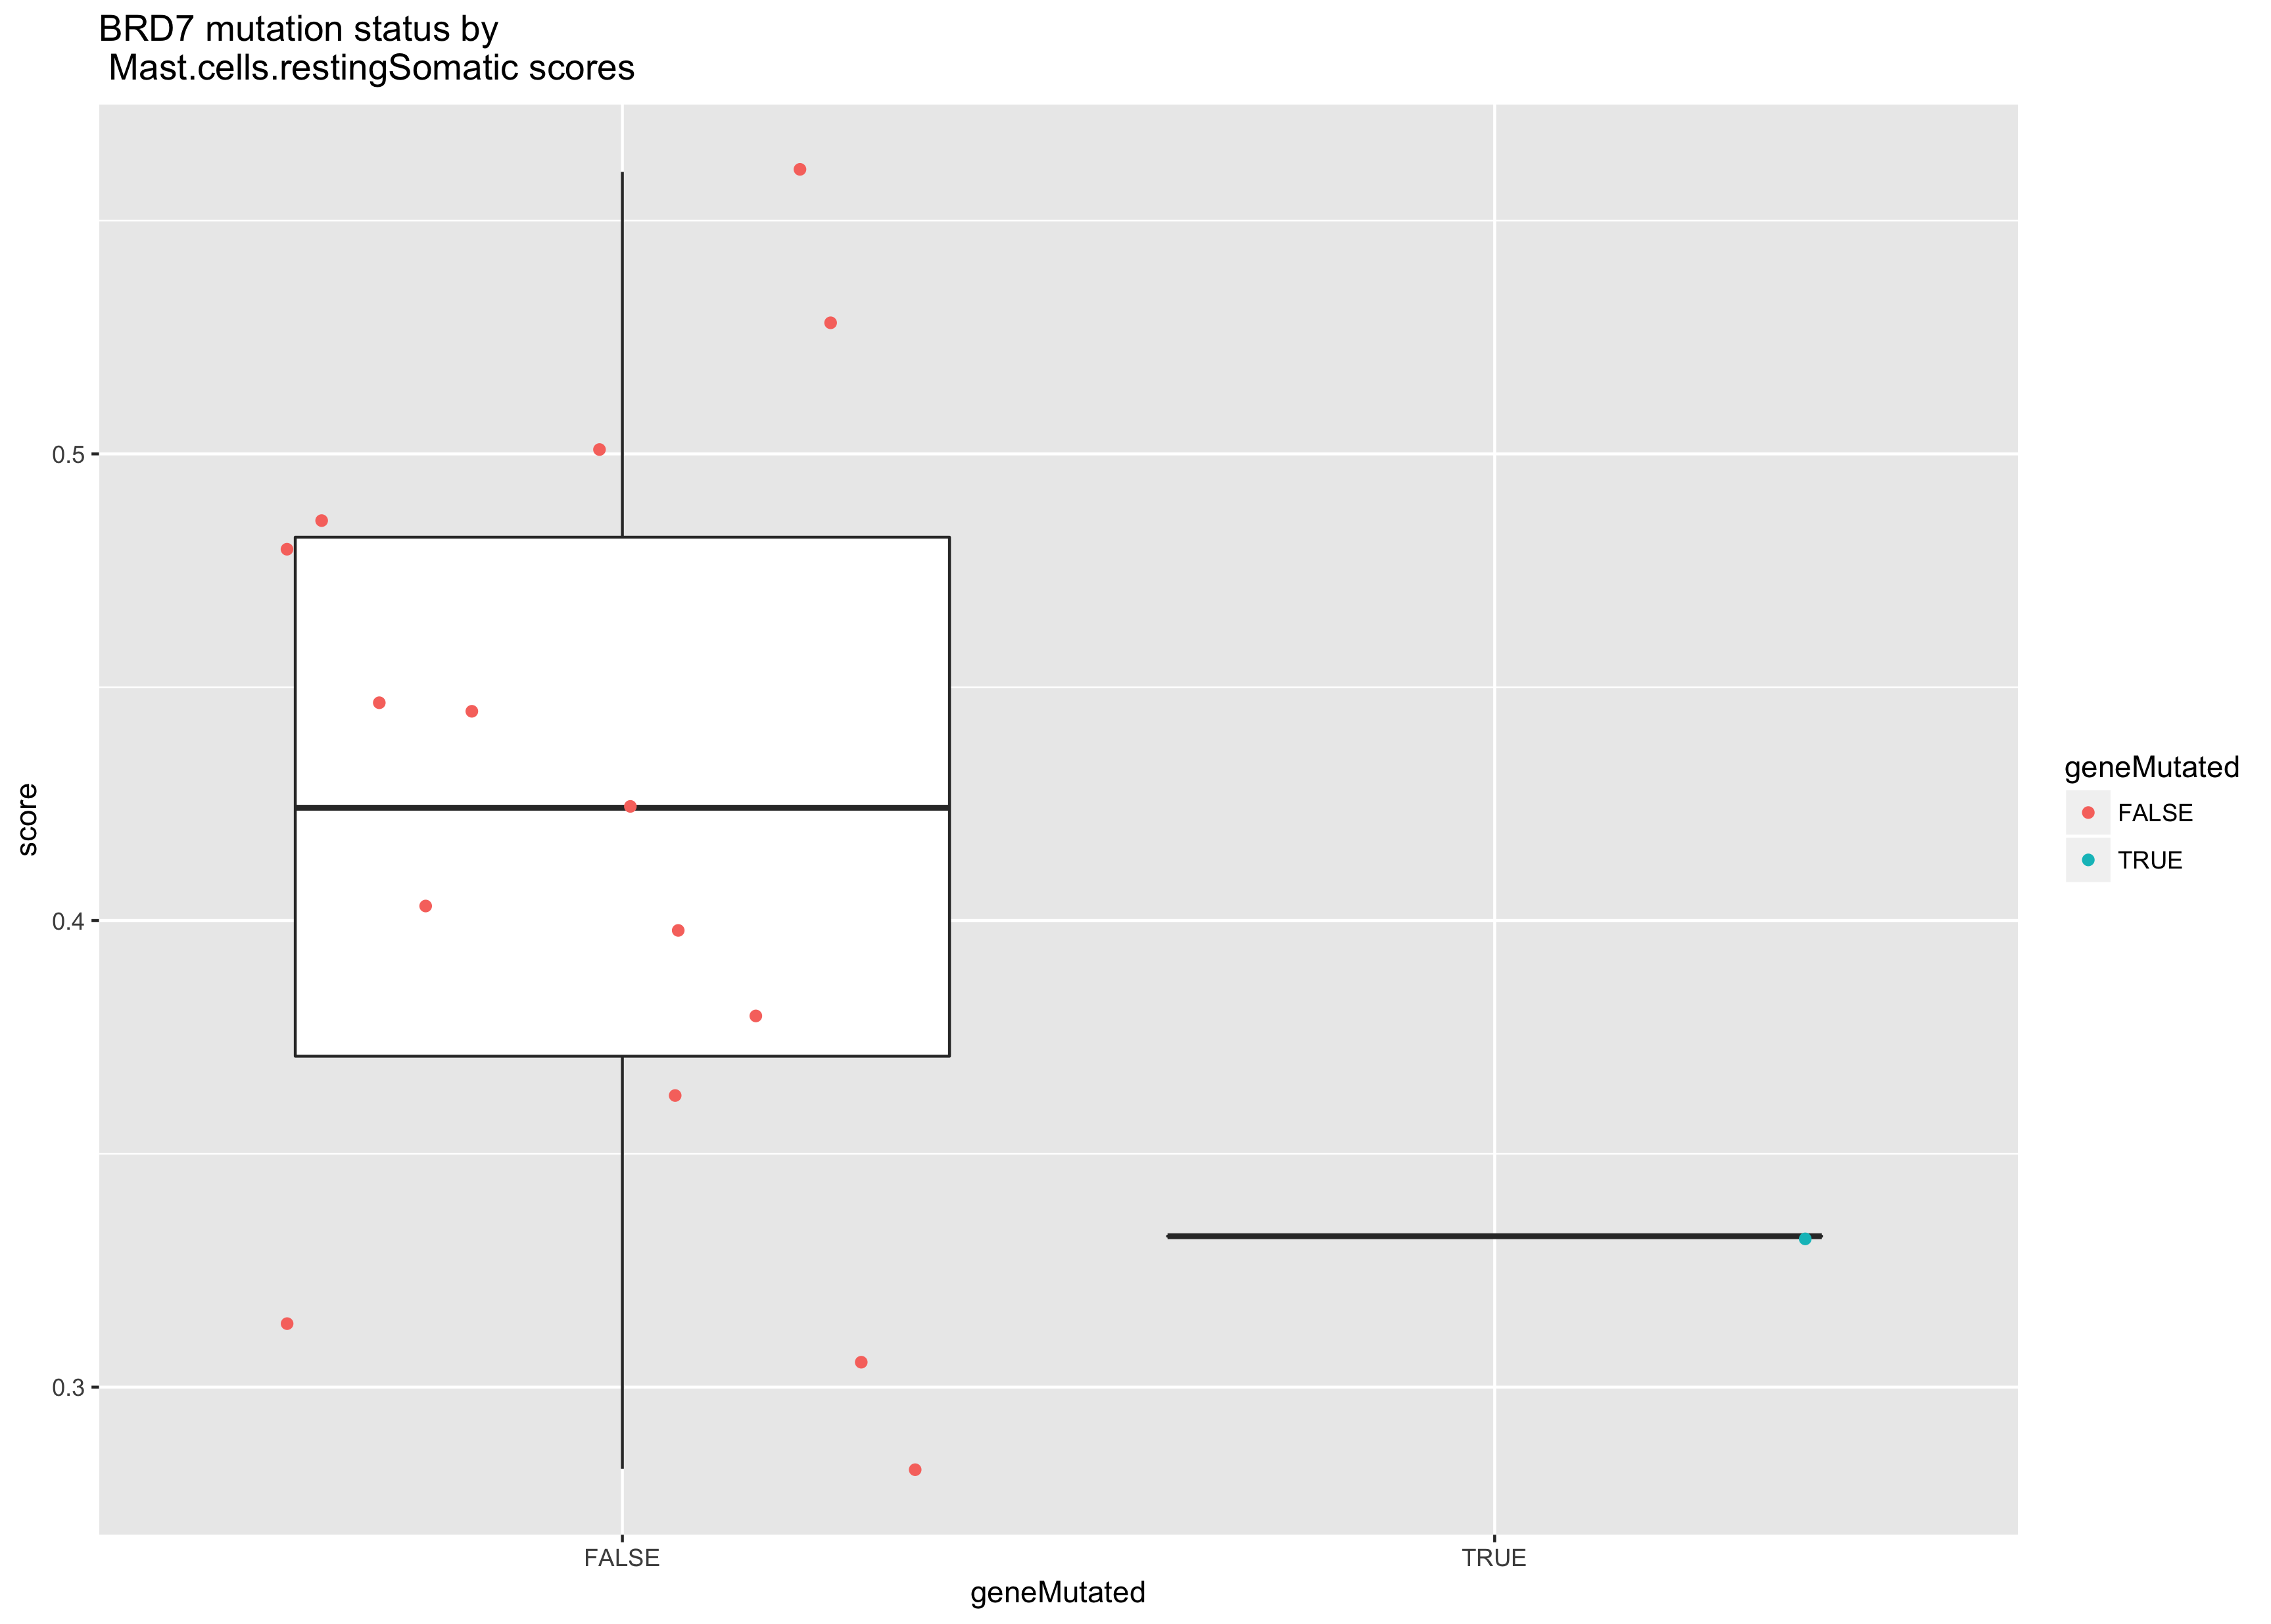 BRD7 mutation status by
Mast.cells.restingSomatic scores
score
0.5
0.4
0.3
FALSE
TRUE
geneMutated
geneMutated
FALSE
TRUE